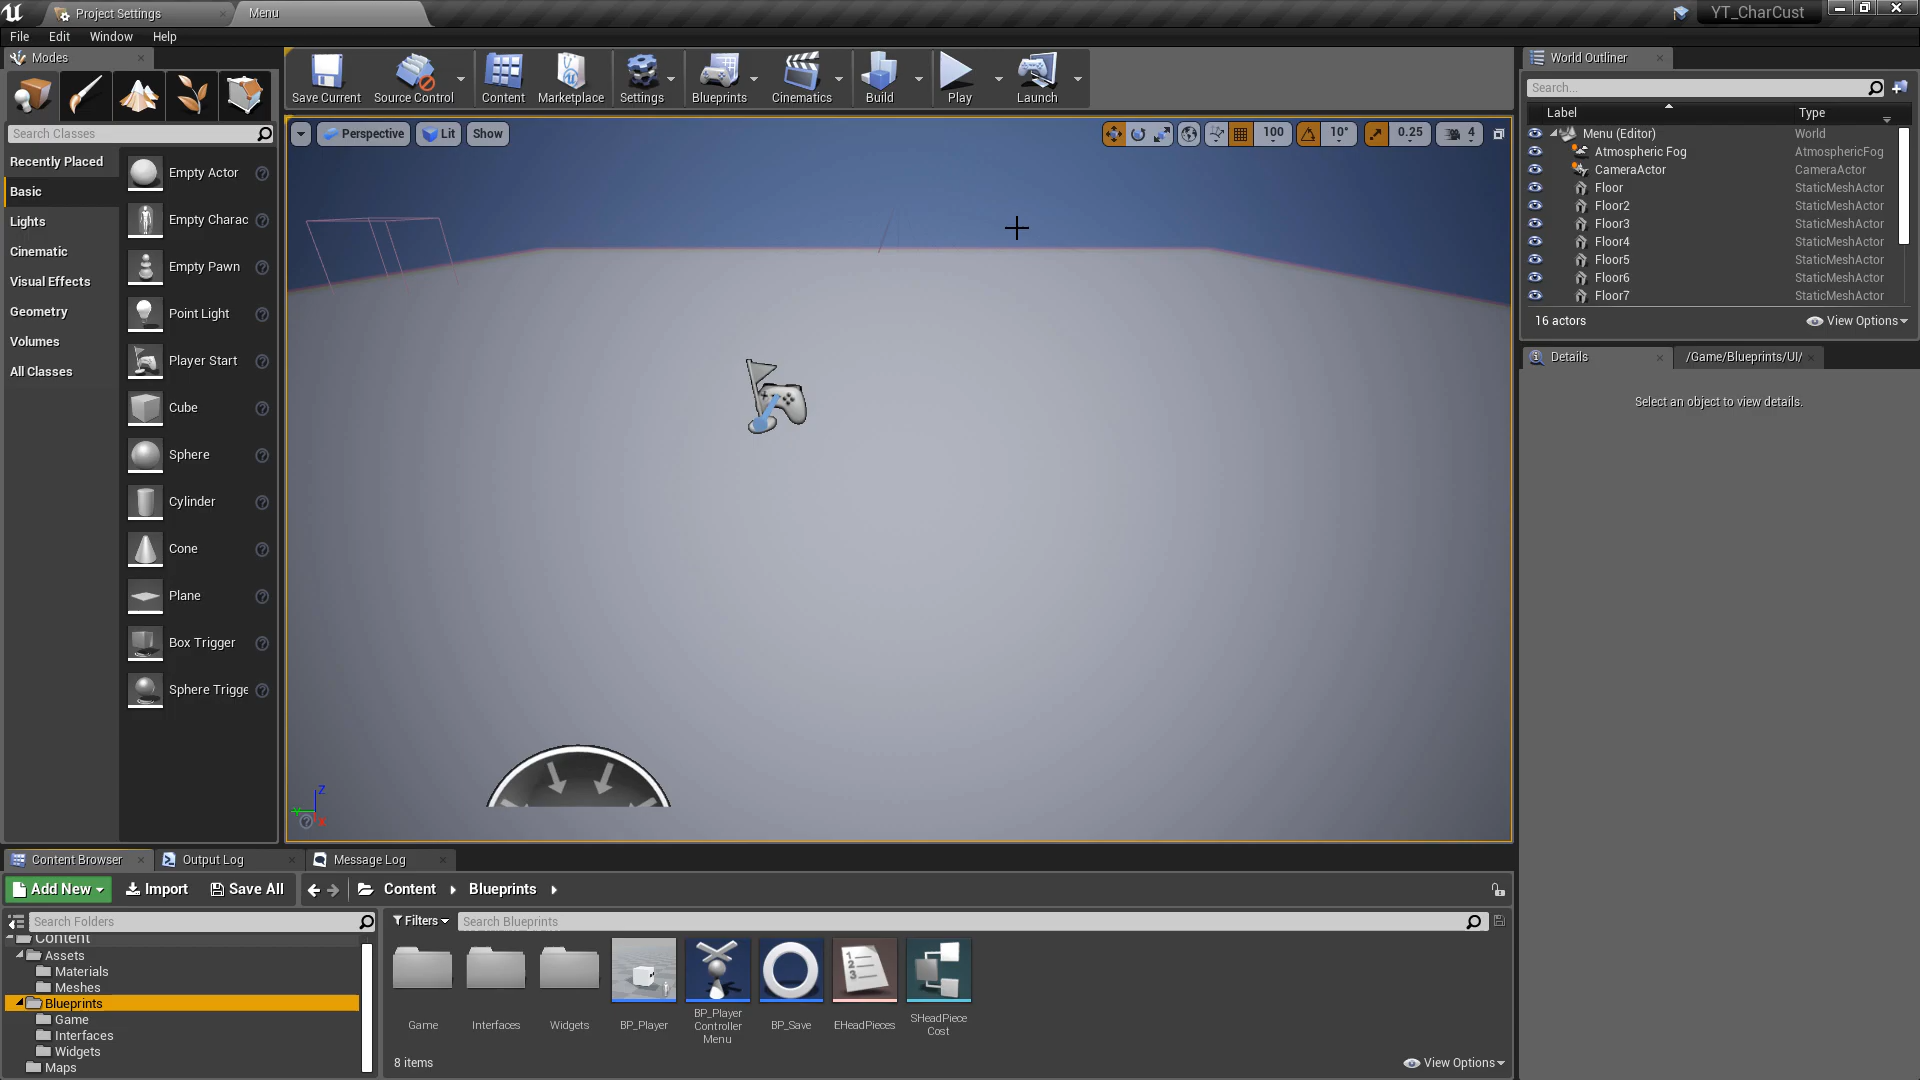 Project Settings
Menu
YT_CharCust
File
Edit
Window
Help
Modes
Save Current
Source Control
Content
Marketplace
Settings
Blueprints
Cinematics
Build
Play
Launch
World Outliner
Search...
Label
Type
Search Classes
Perspective
Lit
Show
100
10°
0.25
4
Menu (Editor)
World
Atmospheric Fog
AtmosphericFog
CameraActor
CameraActor
Floor
StaticMeshActor
Floor2
StaticMeshActor
Floor3
StaticMeshActor
Floor4
StaticMeshActor
Floor5
StaticMeshActor
Floor6
StaticMeshActor
Floor7
StaticMeshActor
16 actors
View Options
Recently Placed
Basic
Lights
Cinematic
Visual Effects
Geometry
Volumes
All Classes
Empty Actor
Empty Charac
Empty Pawn
Point Light
Player Start
Cube
Sphere
Cylinder
Cone
Plane
Box Trigger
Sphere Trigge
Details
/Game/Blueprints/UI/
Select an object to view details.
Z
Y
X
Content Browser
Output Log
Message Log
Add New
Import
Save All
Content
Blueprints
Search Folders
Filters
Search Blueprints
Content
Assets
Materials
Meshes
Blueprints
Game
Interfaces
Widgets
Maps
Game
Interfaces
Widgets
BP_Player
BP_Player
Controller
Menu
BP_Save
EHeadPieces
SHeadPiece
Cost
8 items
View Options